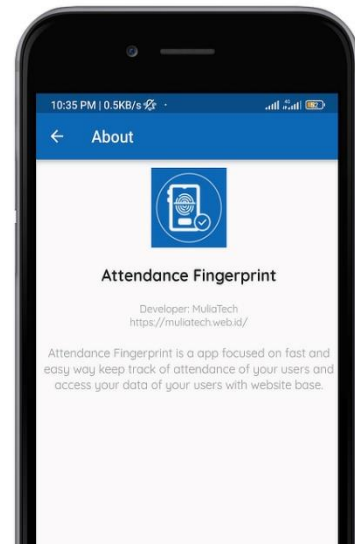 10:35 PM | 0.5KB/s
About
Attendance Fingerprint
Developer: MuliaTech
https://muliatech.web.id/
Attendance Fingerprint is a app focused on fast and
easy way keep track of attendance of your users and
access your data of your users with website base.